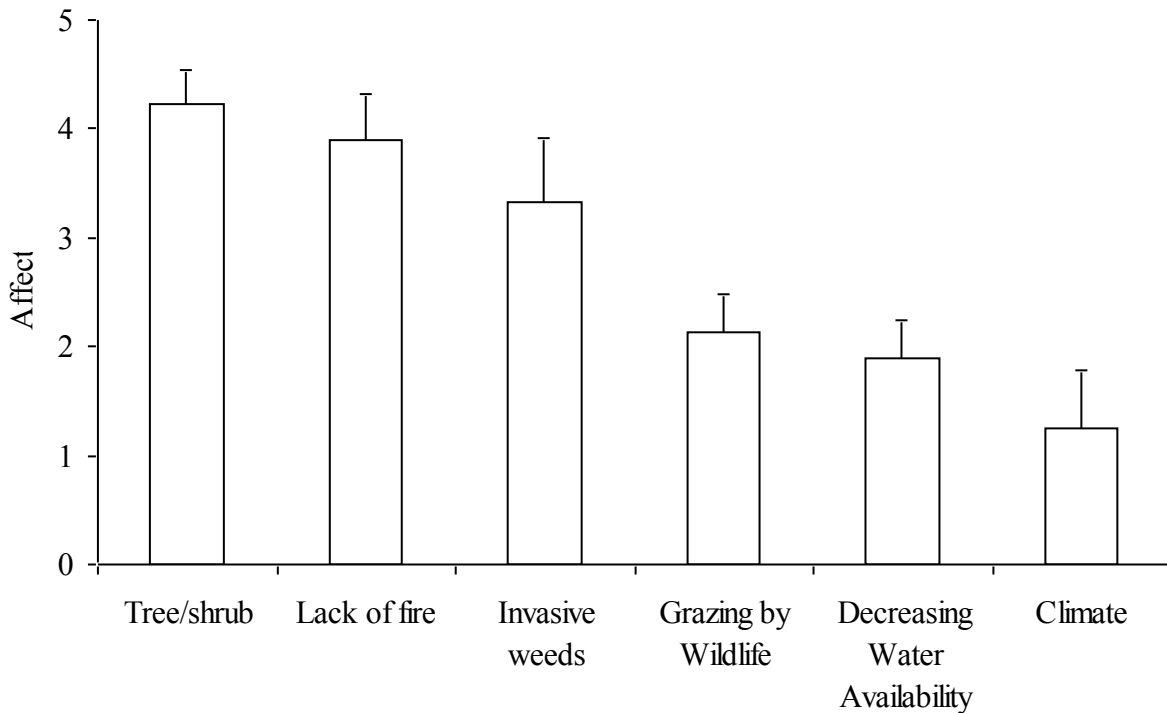 5
4
3
2
1
0
Affect
Tree/shrub
Lack of fire
Invasive
weeds
Grazing by
Wildlife
Decreasing
Water
Availability
Climate